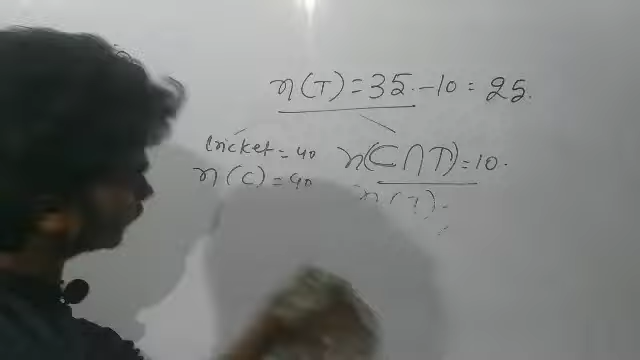 n(T) = 35 - 10 = 25.
Cricket = 40 n(C∩T) = 10.
n(C) = 40